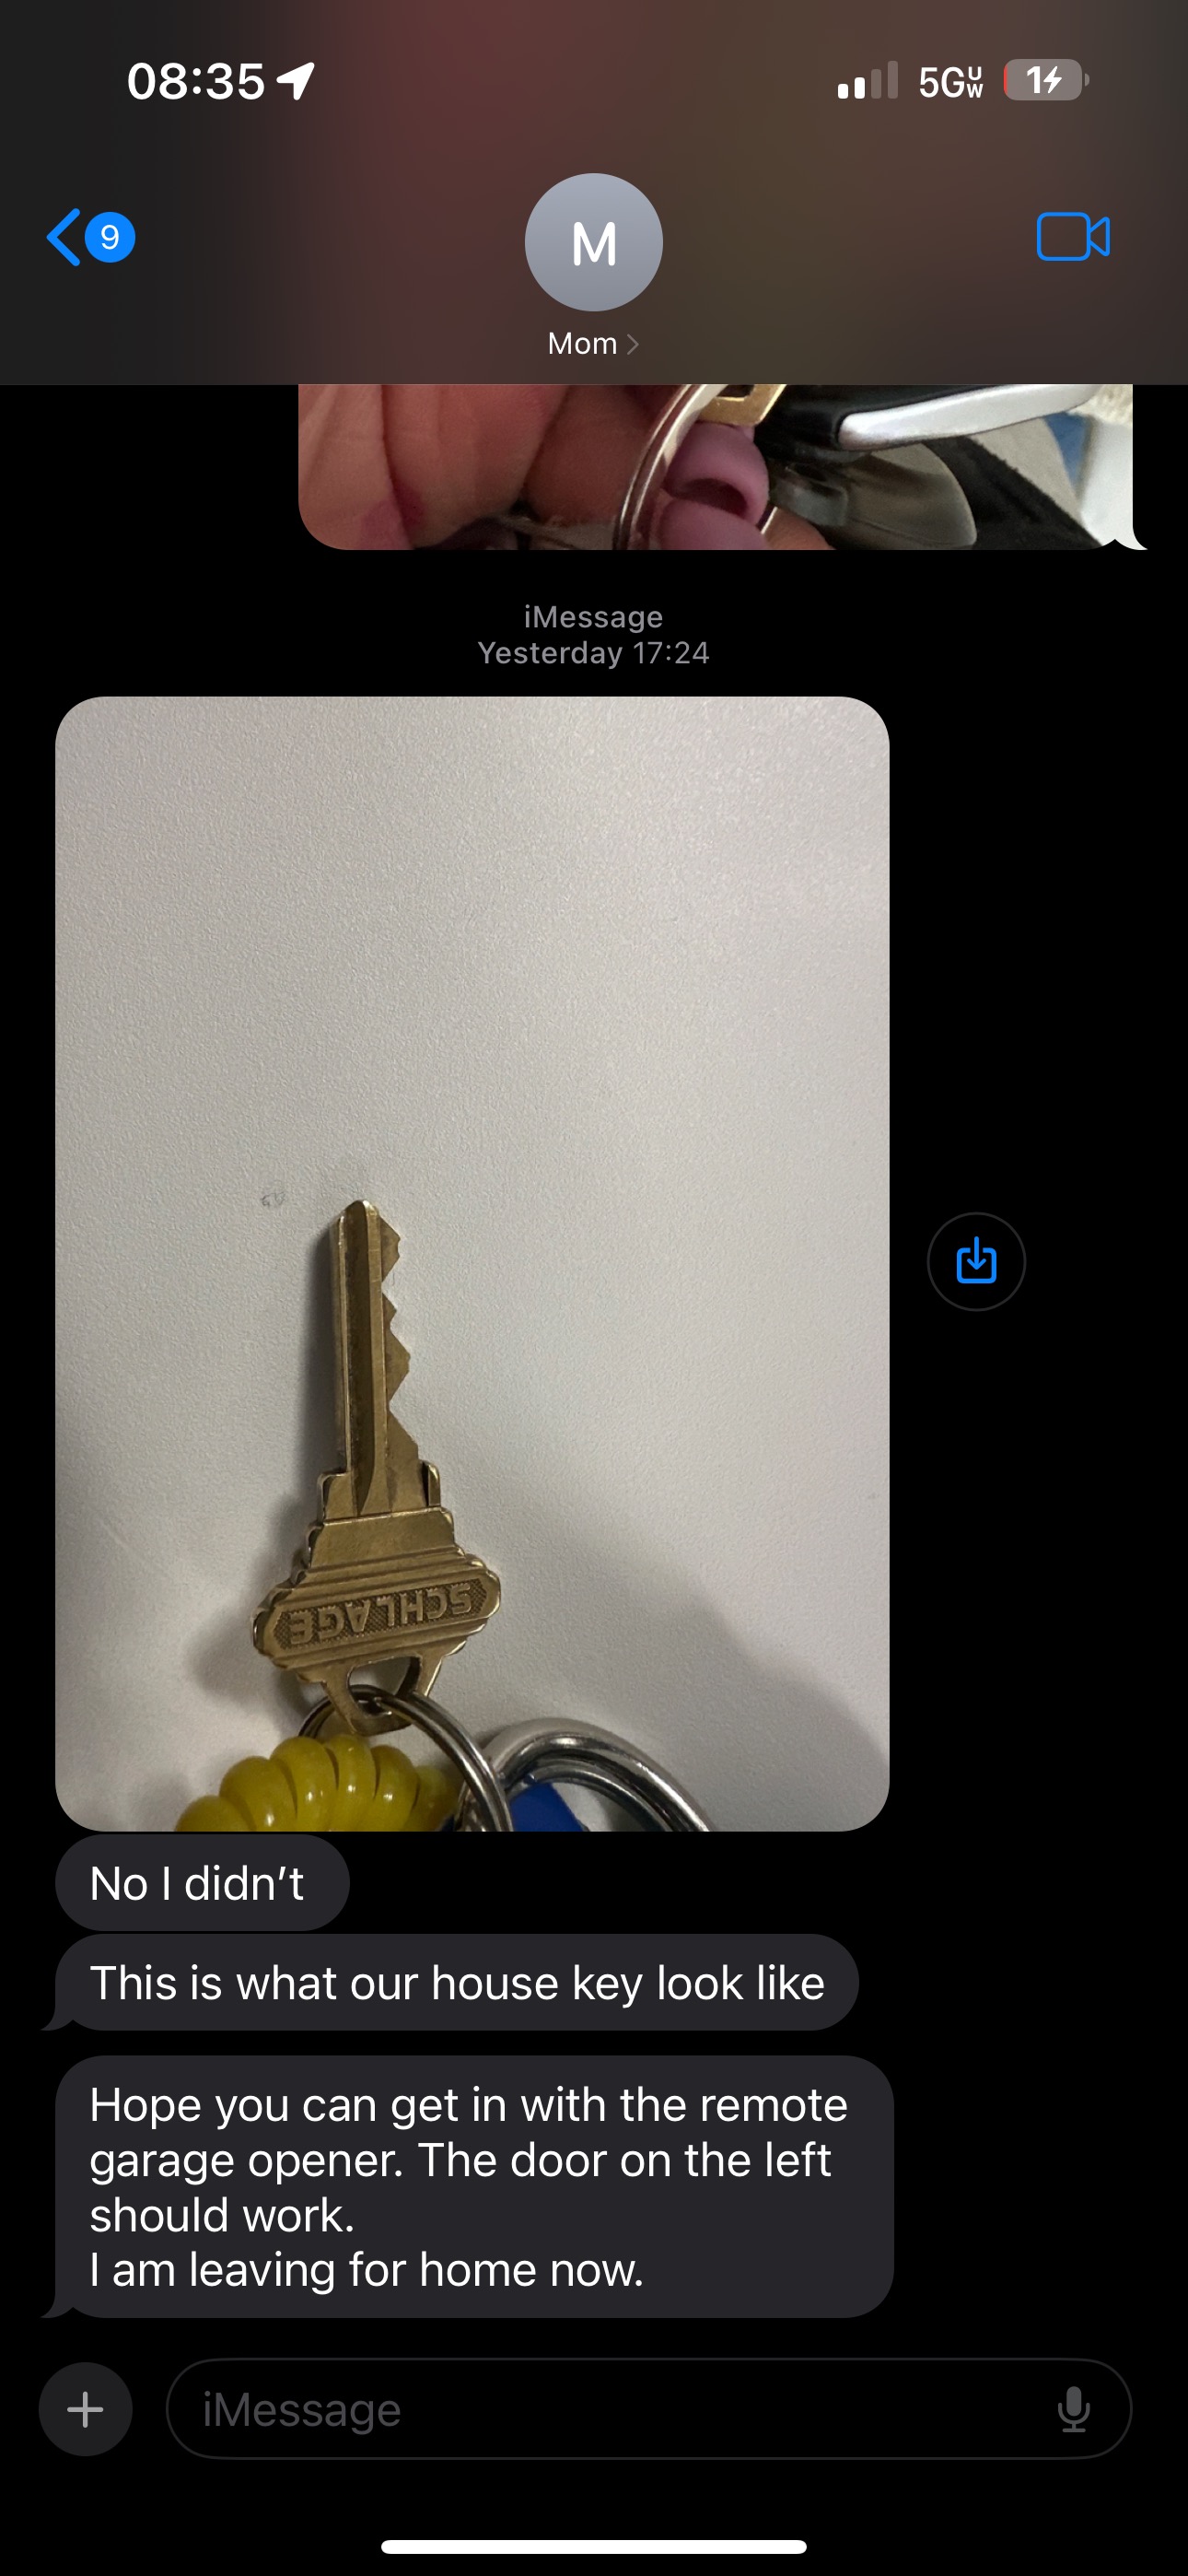 08:35
5G UW
1
9
M
Mom
iMessage
Yesterday 17:24
SCHLAGE
No I didn’t
This is what our house key look like
Hope you can get in with the remote
garage opener. The door on the left
should work.
I am leaving for home now.
iMessage